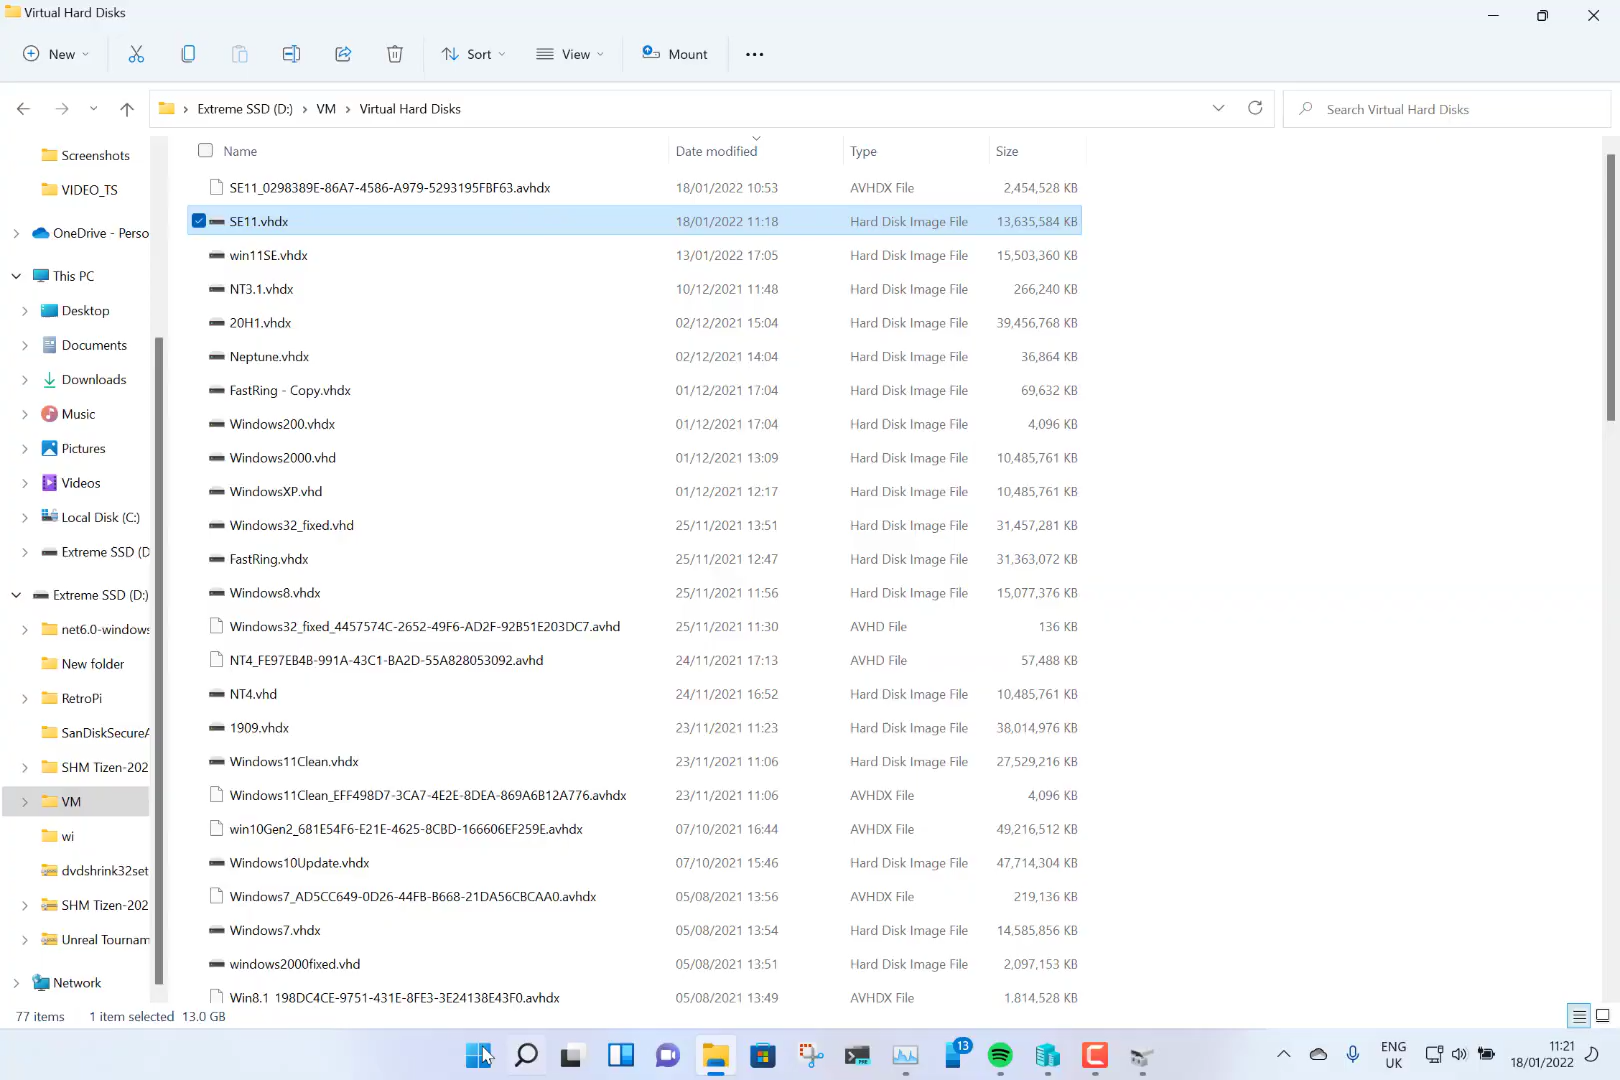 Virtual Hard Disks
New
Sort
View
Mount
Extreme SSD (D:) > VM > Virtual Hard Disks
Search Virtual Hard Disks
Screenshots
VIDEO_TS
OneDrive - Perso
This PC
Desktop
Documents
Downloads
Music
Pictures
Videos
Local Disk (C:)
Extreme SSD (D
Extreme SSD (D:)
net6.0-windows
New folder
RetroPi
SanDiskSecureA
SHM Tizen-202
VM
wi
dvdshrink32set
SHM Tizen-202
Unreal Tournam
Network
Name Date modified Type Size
SE11_0298389E-86A7-4586-A979-5293195FBF63.avhdx 18/01/2022 10:53 AVHDX File 2,454,528 KB
SE11.vhdx 18/01/2022 11:18 Hard Disk Image File 13,635,584 KB
win11SE.vhdx 13/01/2022 17:05 Hard Disk Image File 15,503,360 KB
NT3.1.vhdx 10/12/2021 11:48 Hard Disk Image File 266,240 KB
20H1.vhdx 02/12/2021 15:04 Hard Disk Image File 39,456,768 KB
Neptune.vhdx 02/12/2021 14:04 Hard Disk Image File 36,864 KB
FastRing - Copy.vhdx 01/12/2021 17:04 Hard Disk Image File 69,632 KB
Windows200.vhdx 01/12/2021 17:04 Hard Disk Image File 4,096 KB
Windows2000.vhd 01/12/2021 13:09 Hard Disk Image File 10,485,761 KB
WindowsXP.vhd 01/12/2021 12:17 Hard Disk Image File 10,485,761 KB
Windows32_fixed.vhd 25/11/2021 13:51 Hard Disk Image File 31,457,281 KB
FastRing.vhdx 25/11/2021 12:47 Hard Disk Image File 31,363,072 KB
Windows8.vhdx 25/11/2021 11:56 Hard Disk Image File 15,077,376 KB
Windows32_fixed_4457574C-2652-49F6-AD2F-92B51E203DC7.avhd 25/11/2021 11:30 AVHD File 136 KB
NT4_FE97EB4B-991A-43C1-BA2D-55A828053092.avhd 24/11/2021 17:13 AVHD File 57,488 KB
NT4.vhd 24/11/2021 16:52 Hard Disk Image File 10,485,761 KB
1909.vhdx 23/11/2021 11:23 Hard Disk Image File 38,014,976 KB
Windows11Clean.vhdx 23/11/2021 11:06 Hard Disk Image File 27,529,216 KB
Windows11Clean_EFF498D7-3CA7-4E2E-8DEA-869A6B12A776.avhdx 23/11/2021 11:06 AVHDX File 4,096 KB
win10Gen2_681E54F6-E21E-4625-8CBD-166606EF259E.avhdx 07/10/2021 16:44 AVHDX File 49,216,512 KB
Windows10Update.vhdx 07/10/2021 15:46 Hard Disk Image File 47,714,304 KB
Windows7_AD5CC649-0D26-44FB-B668-21DA56CBCAA0.avhdx 05/08/2021 13:56 AVHDX File 219,136 KB
Windows7.vhdx 05/08/2021 13:54 Hard Disk Image File 14,585,856 KB
windows2000fixed.vhd 05/08/2021 13:51 Hard Disk Image File 2,097,153 KB
Win8.1_198DC4CE-9751-431E-8FE3-3E24138E43F0.avhdx 05/08/2021 13:49 AVHDX File 1,814,528 KB
77 items 1 item selected 13.0 GB
13
ENG
UK
11:21
18/01/2022